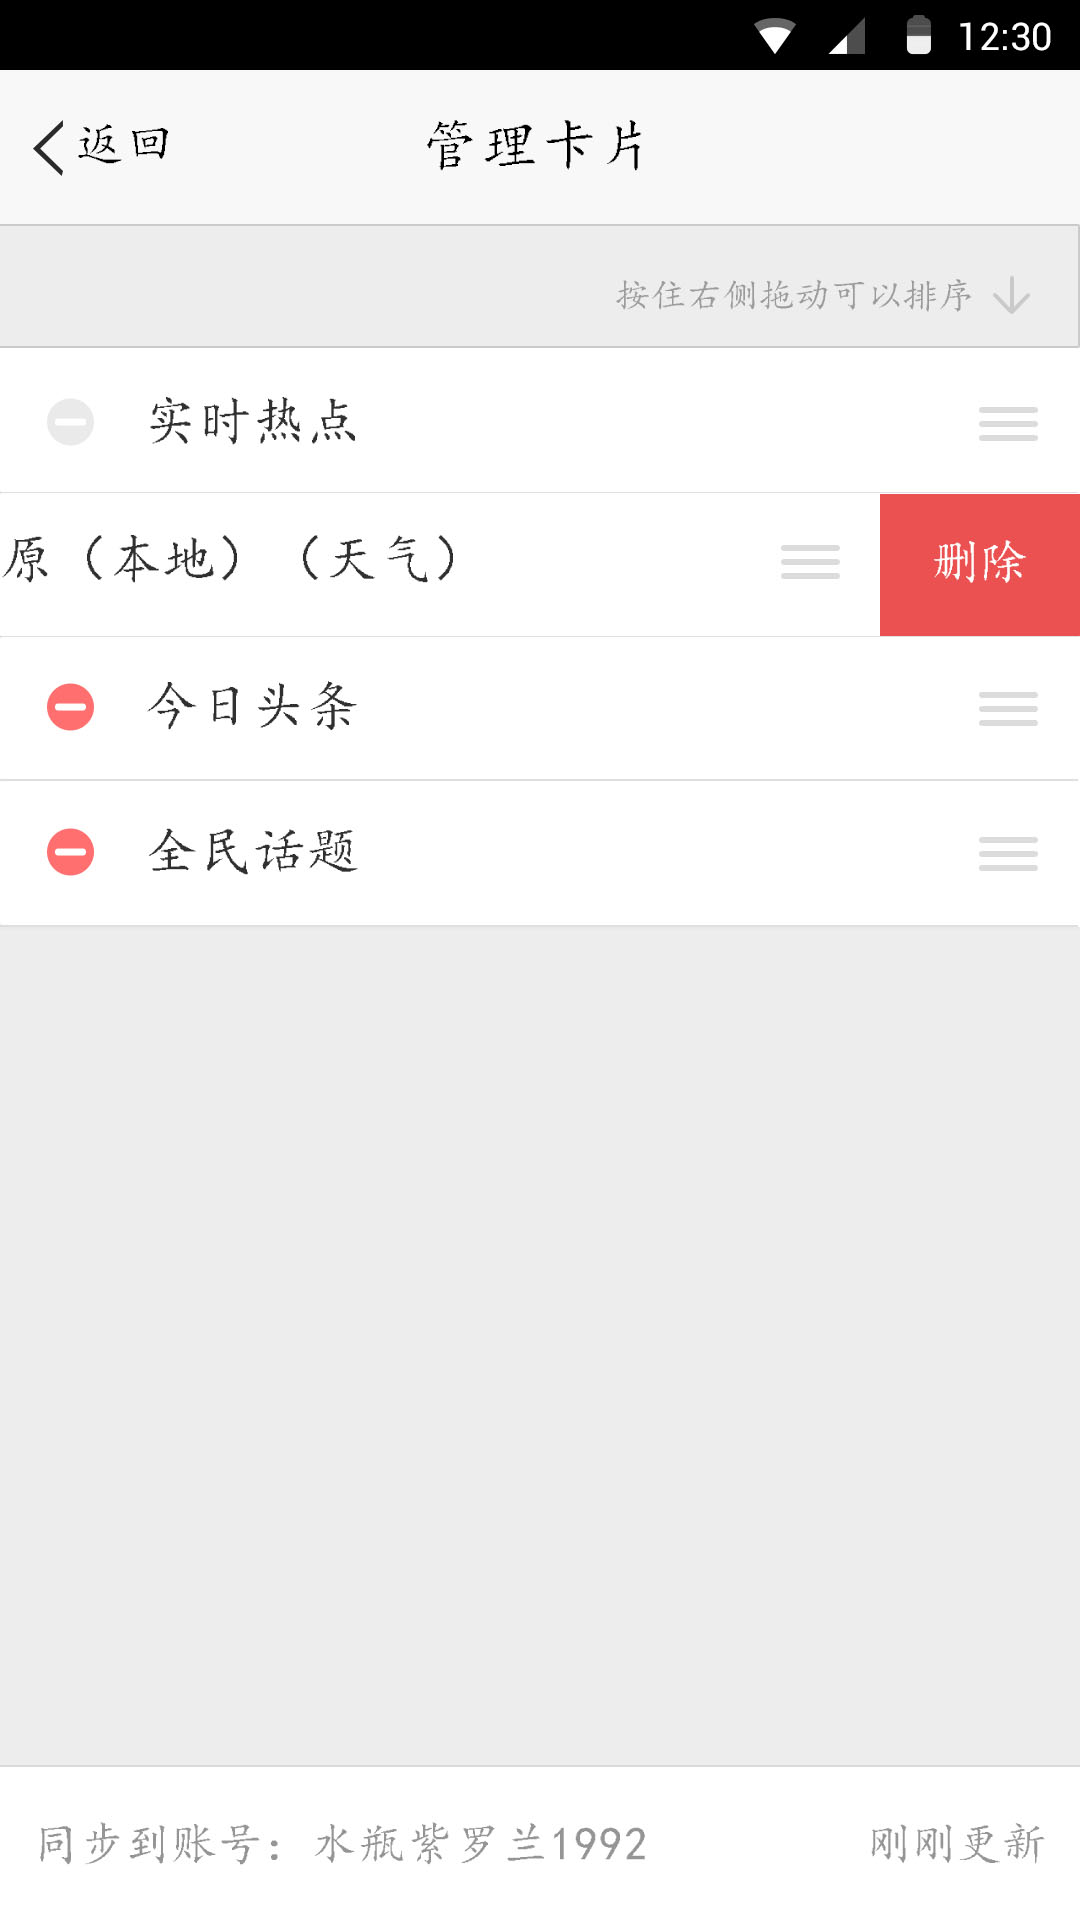 12:30
返回
管理卡片
按住右侧拖动可以排序
实时热点
原（本地）（天气）
删除
今日头条
全民话题
同步到账号：水瓶紫罗兰1992
刚刚更新